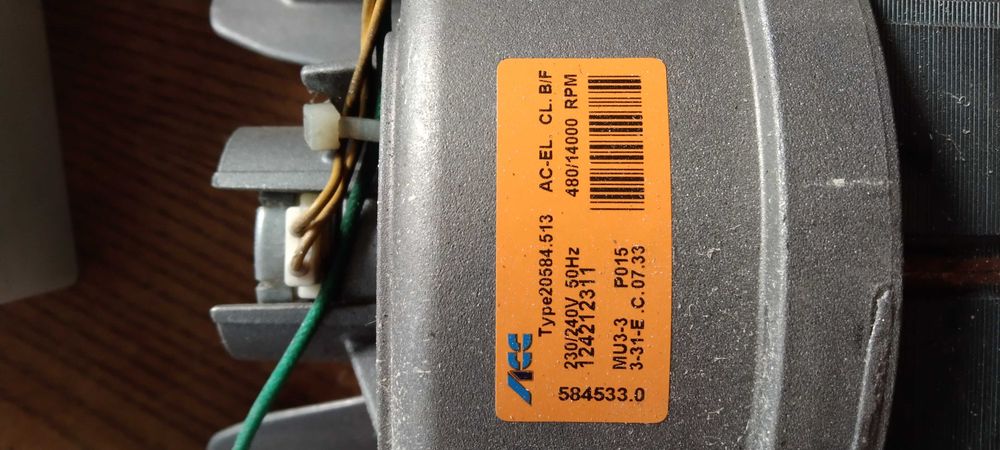 ACC
Type20584.513 AC-EL CL. B/F
230/240V 50Hz 480/14000 RPM
124212311
MU3-3 P015
3-31-E .C.07.33
584533.0